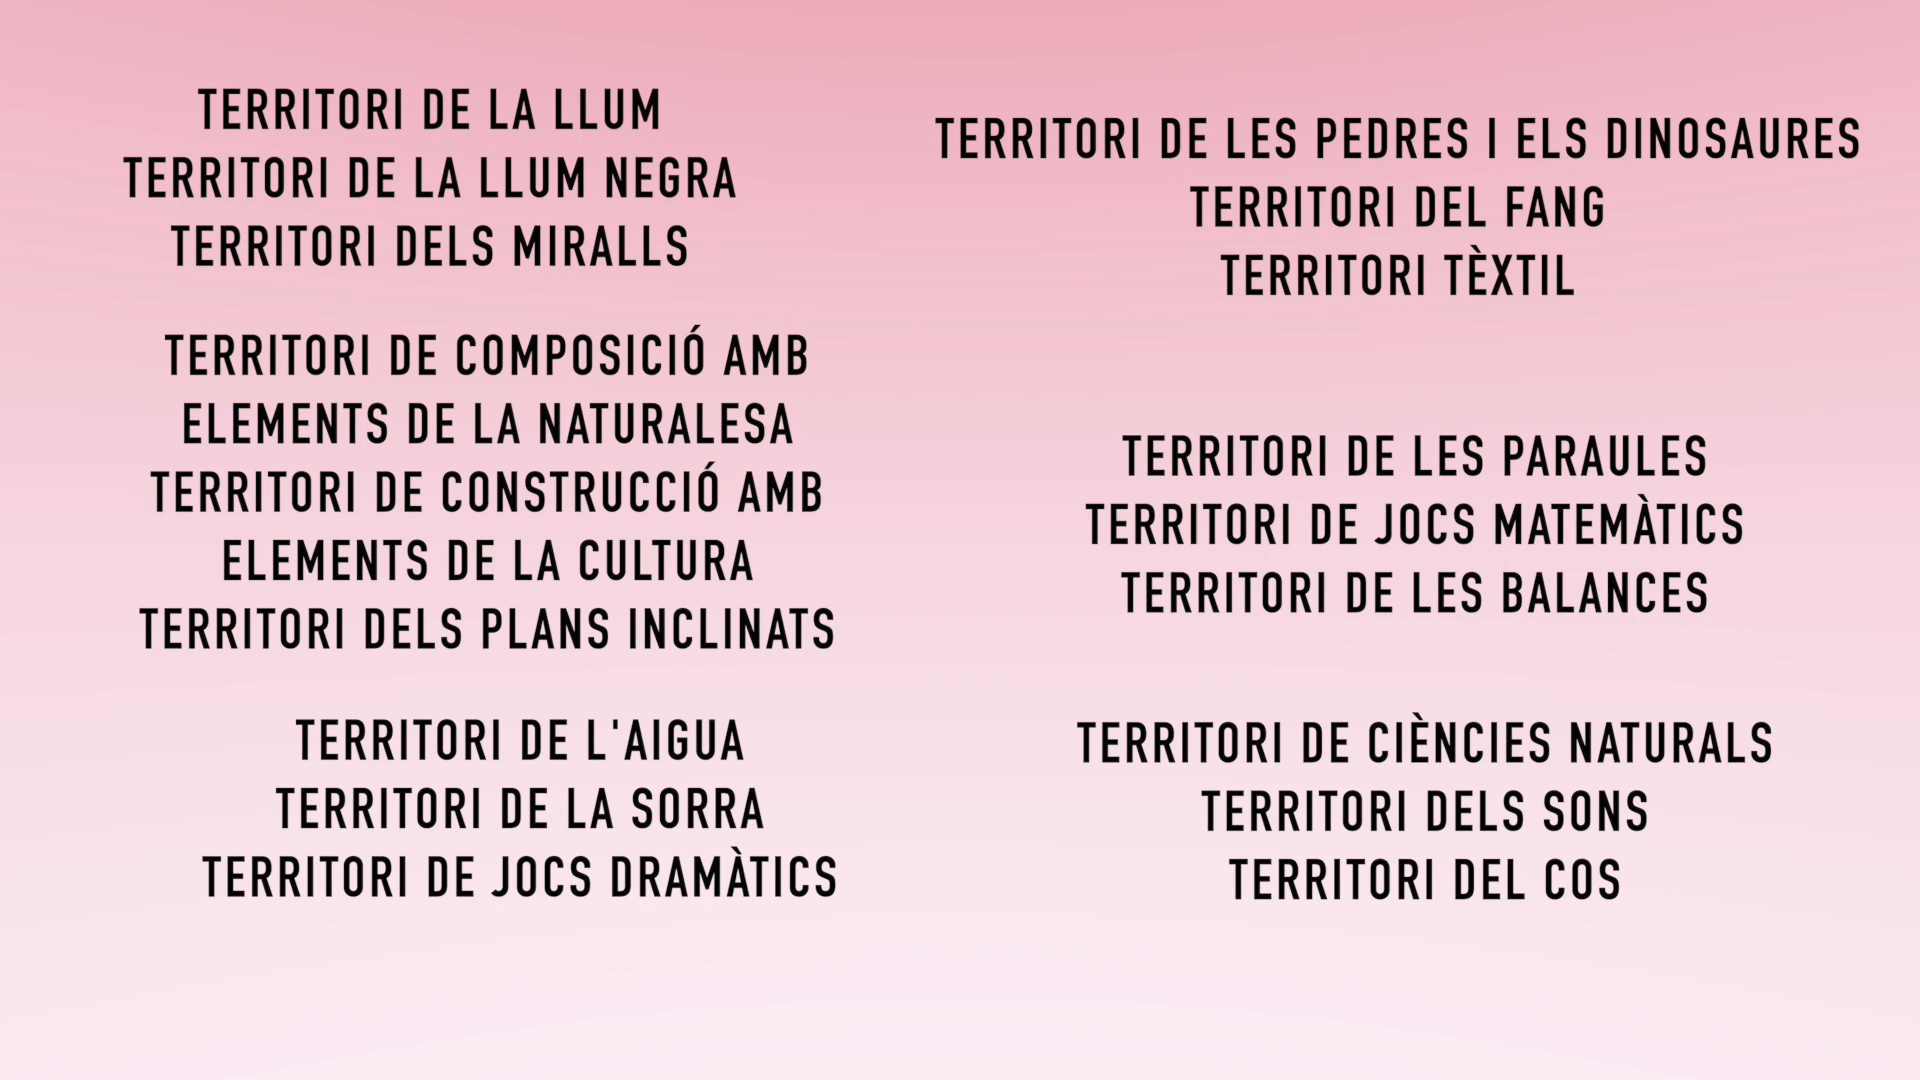 TERRITORI DE LA LLUM
TERRITORI DE LA LLUM NEGRA
TERRITORI DELS MIRALLS
TERRITORI DE COMPOSICIÓ AMB
ELEMENTS DE LA NATURALESA
TERRITORI DE CONSTRUCCIÓ AMB
ELEMENTS DE LA CULTURA
TERRITORI DELS PLANS INCLINATS
TERRITORI DE L'AIGUA
TERRITORI DE LA SORRA
TERRITORI DE JOCS DRAMÀTICS
TERRITORI DE LES PEDRES I ELS DINOSAURES
TERRITORI DEL FANG
TERRITORI TÈXTIL
TERRITORI DE LES PARAULES
TERRITORI DE JOCS MATEMÀTICS
TERRITORI DE LES BALANCES
TERRITORI DE CIÈNCIES NATURALS
TERRITORI DELS SONS
TERRITORI DEL COS